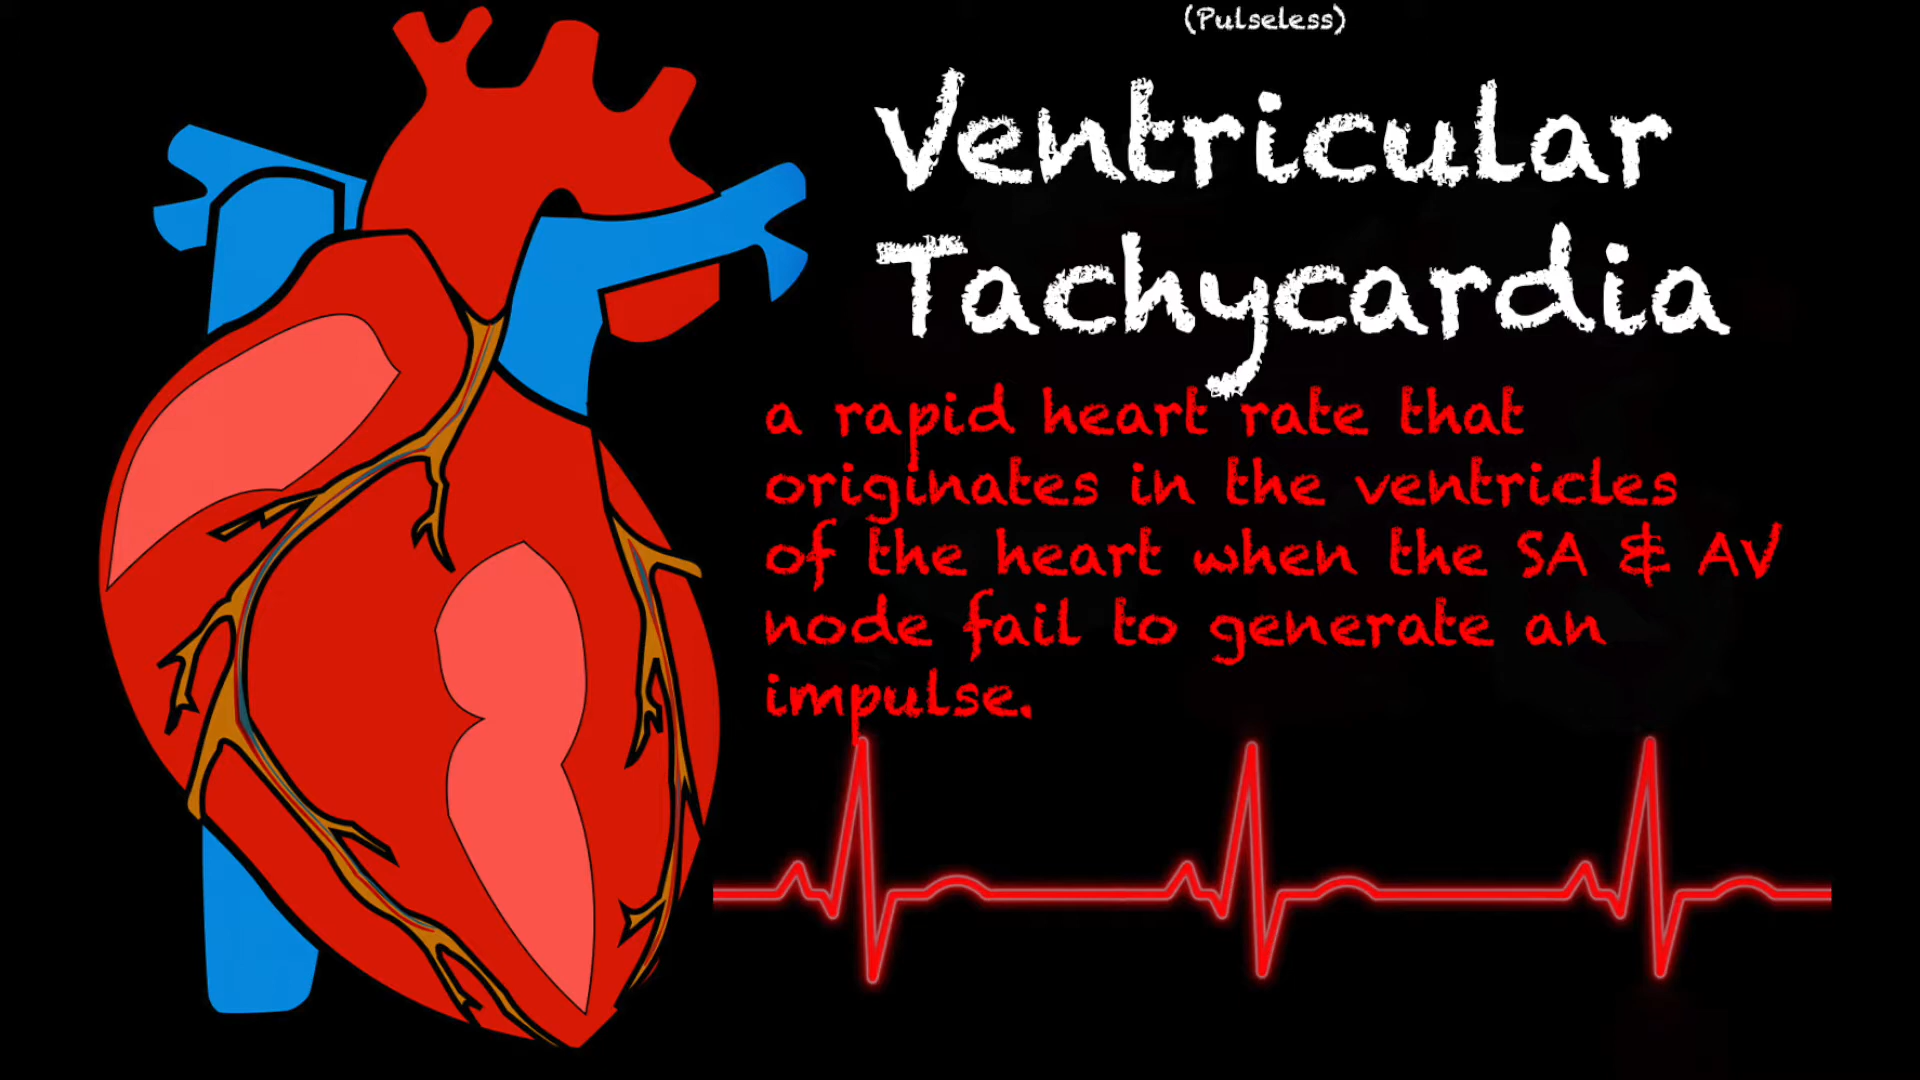 (Pulseless)
Ventricular
Tachycardia
a rapid heart rate that
originates in the ventricles
of the heart when the SA & AV
node fail to generate an
impulse.